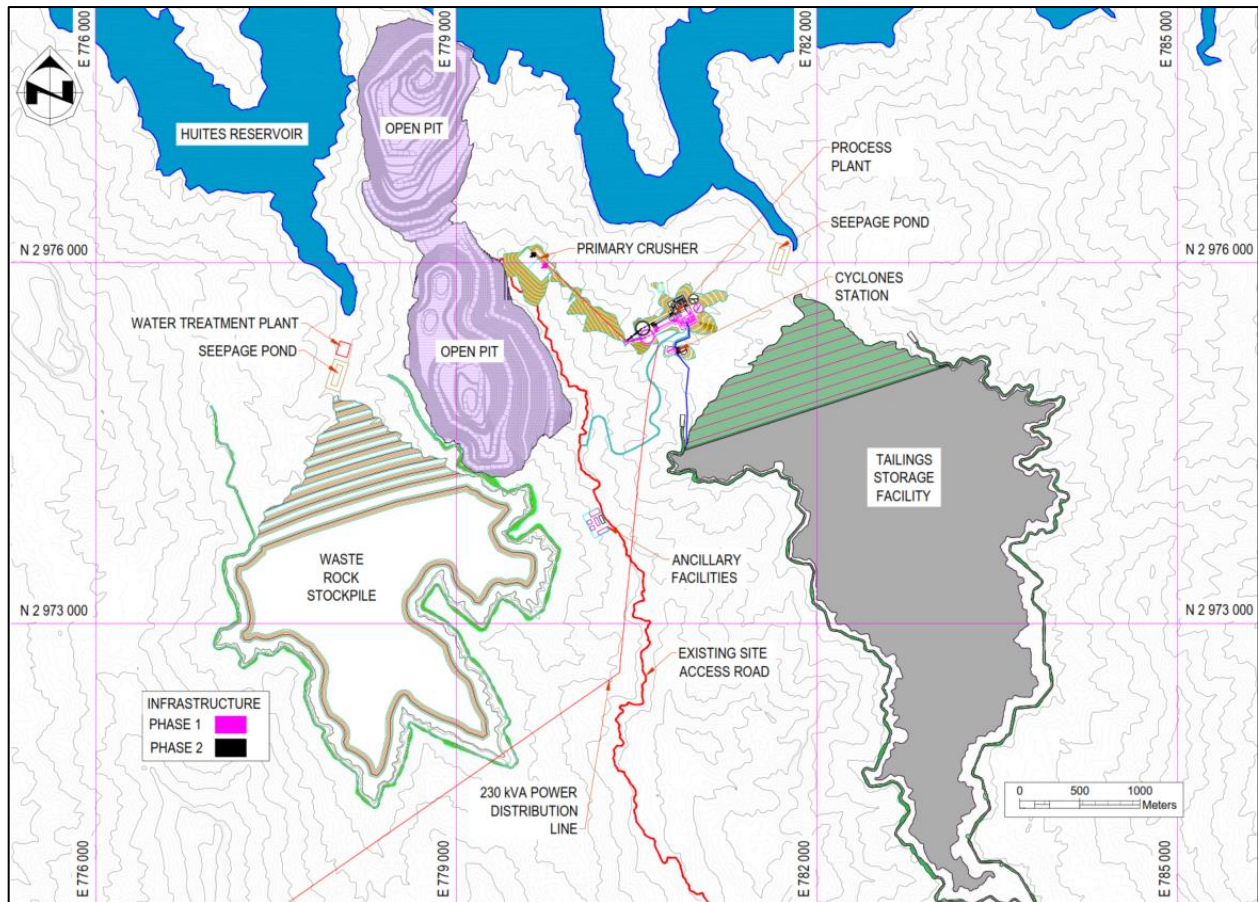 E 776 000
E 779 000
E 782 000
E 785 000
N
HUITES RESERVOIR
OPEN PIT
PROCESS
PLANT
SEEPAGE POND
N 2 976 000
PRIMARY CRUSHER
N 2 976 000
CYCLONES
STATION
WATER TREATMENT PLANT
SEEPAGE POND
OPEN PIT
TAILINGS
STORAGE
FACILITY
WASTE
ROCK
STOCKPILE
ANCILLARY
FACILITIES
N 2 973 000
N 2 973 000
EXISTING SITE
ACCESS ROAD
INFRASTRUCTURE
PHASE 1
PHASE 2
230 kVA POWER
DISTRIBUTION
LINE
0 500 1000
Meters
E 776 000
E 779 000
E 782 000
E 785 000